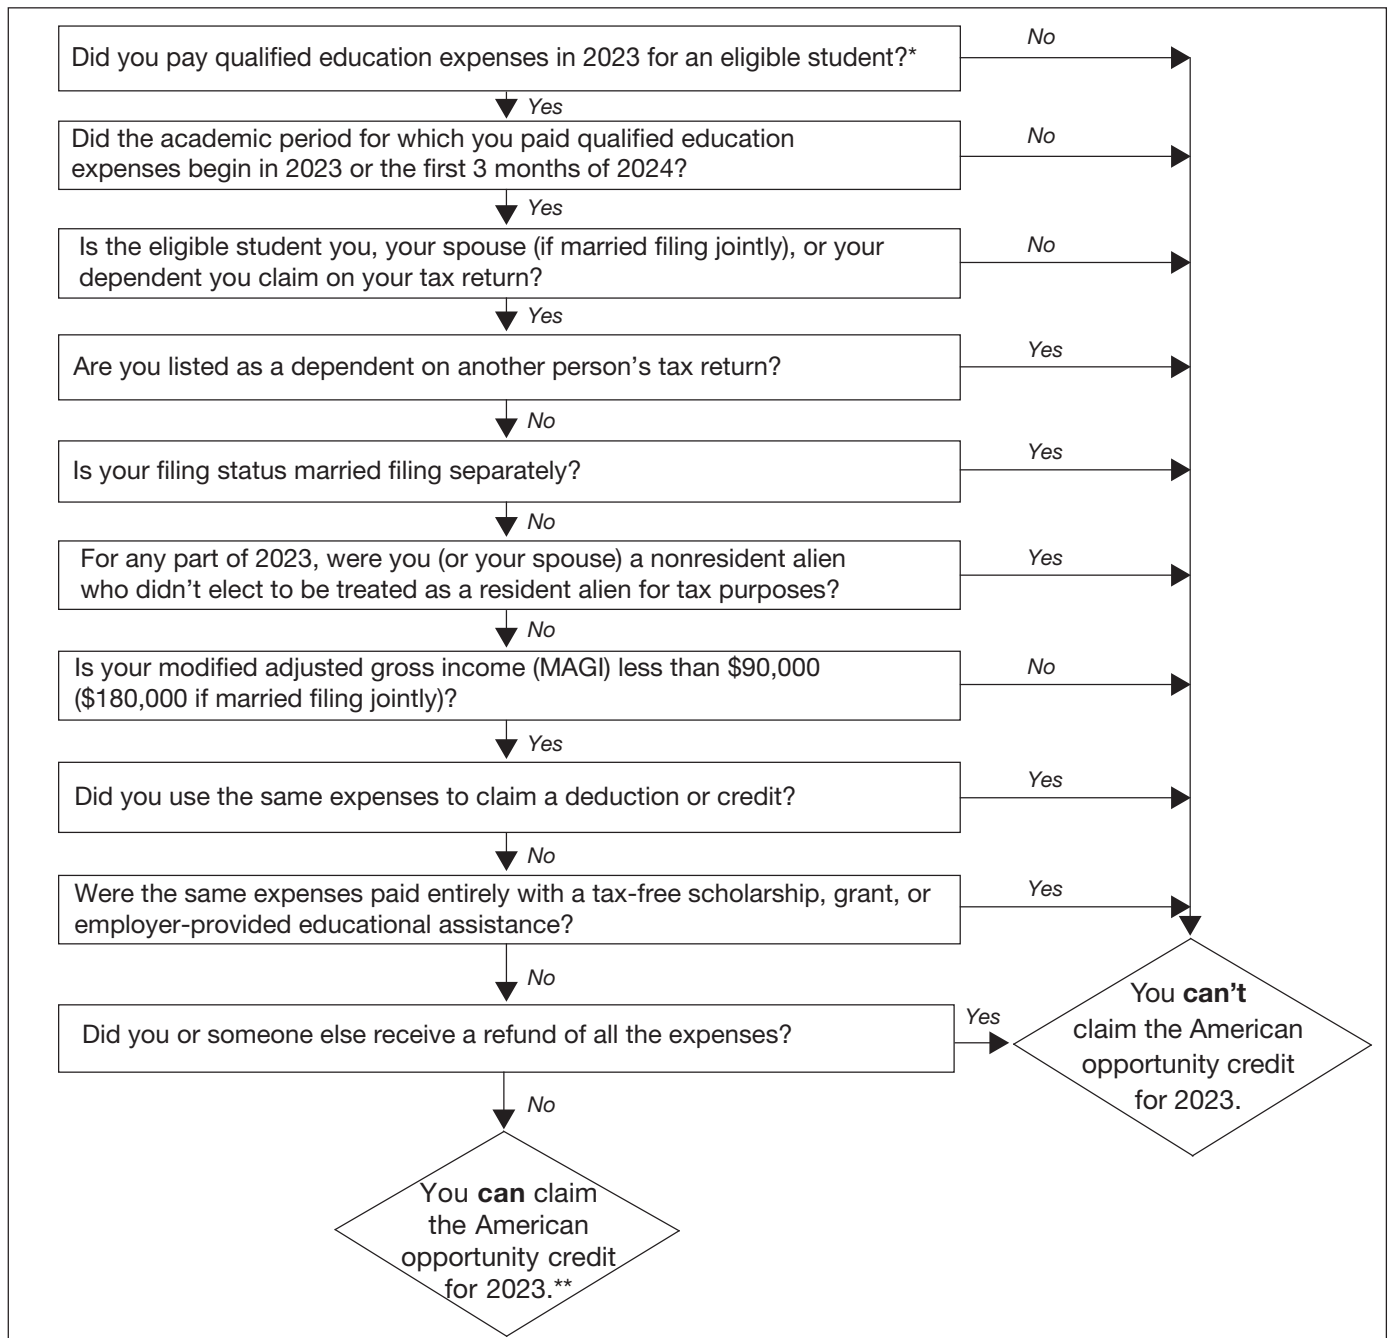 Did you pay qualified education expenses in 2023 for an eligible student?*
No
Yes
Did the academic period for which you paid qualified education
expenses begin in 2023 or the first 3 months of 2024?
No
Yes
Is the eligible student you, your spouse (if married filing jointly), or your
dependent you claim on your tax return?
No
Yes
Are you listed as a dependent on another person’s tax return?
Yes
No
Is your filing status married filing separately?
Yes
No
For any part of 2023, were you (or your spouse) a nonresident alien
who didn’t elect to be treated as a resident alien for tax purposes?
Yes
No
Is your modified adjusted gross income (MAGI) less than $90,000
($180,000 if married filing jointly)?
No
Yes
Did you use the same expenses to claim a deduction or credit?
Yes
No
Were the same expenses paid entirely with a tax-free scholarship, grant, or
employer-provided educational assistance?
Yes
No
Did you or someone else receive a refund of all the expenses?
Yes
You can’t
claim the American
opportunity credit
for 2023.
No
You can claim
the American
opportunity credit
for 2023.**